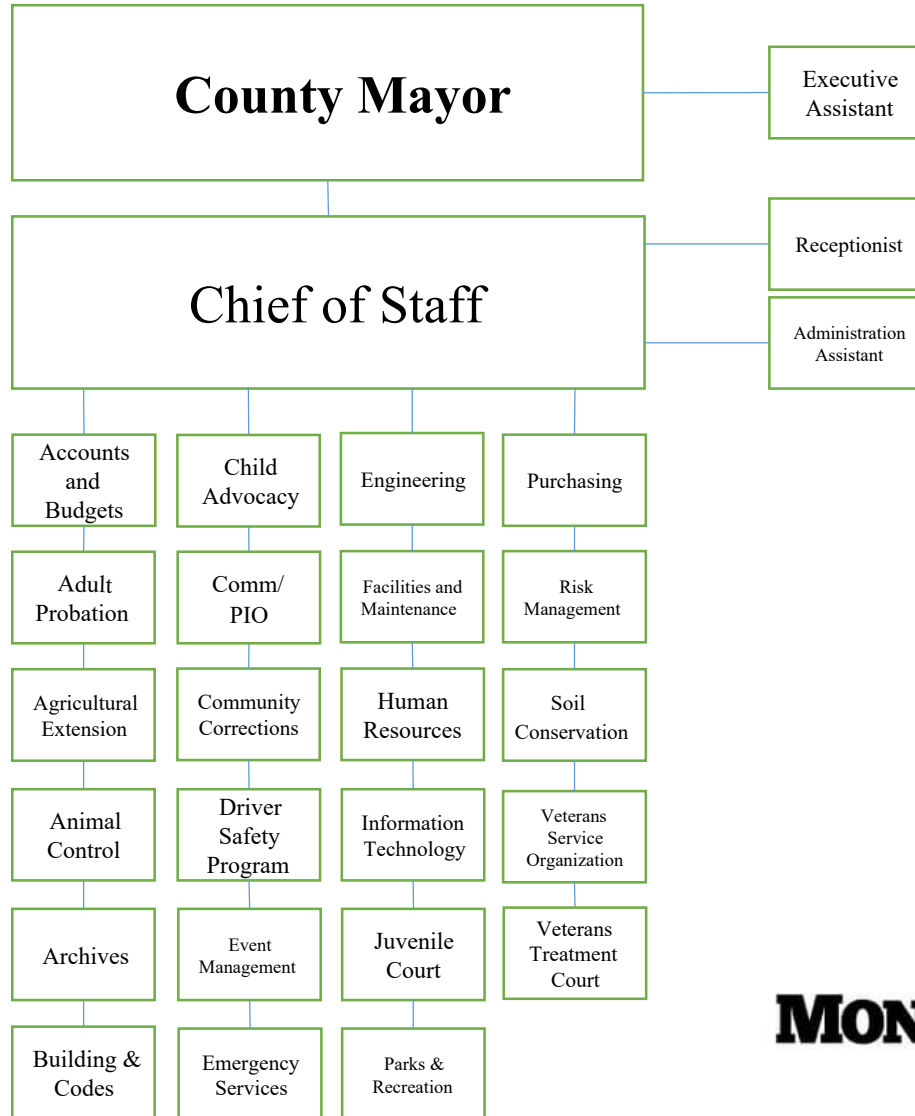 County Mayor
Executive
Assistant
Chief of Staff
Receptionist
Administration
Assistant
Accounts
and
Budgets
Child
Advocacy
Engineering
Purchasing
Adult
Probation
Comm/
PIO
Facilities and
Maintenance
Risk
Management
Agricultural
Extension
Community
Corrections
Human
Resources
Soil
Conservation
Animal
Control
Driver
Safety
Program
Information
Technology
Veterans
Service
Organization
Archives
Event
Management
Juvenile
Court
Veterans
Treatment
Court
Building &
Codes
Emergency
Services
Parks &
Recreation